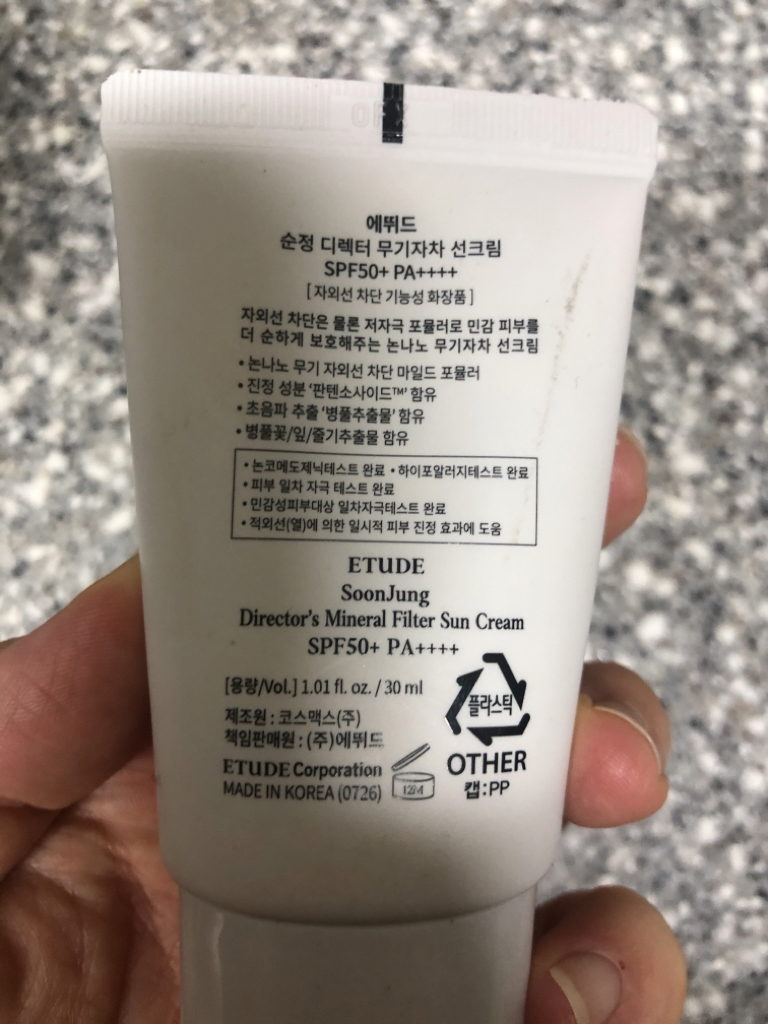 에뛰드
순정 디렉터 무기자차 선크림
SPF50+ PA++++
[ 자외선 차단 기능성 화장품 ]
자외선 차단은 물론 저자극 포뮬러로 민감 피부를
더 순하게 보호해주는 논나노 무기자차 선크림
• 논나노 무기 자외선 차단 마일드 포뮬러
• 진정 성분 ‘판텐소사이드™’ 함유
• 초음파 추출 ‘병풀추출물’ 함유
• 병풀꽃/잎/줄기추출물 함유
• 논코메도제닉테스트 완료 • 하이포알러지테스트 완료
• 피부 일차 자극 테스트 완료
• 민감성피부대상 일차자극테스트 완료
• 적외선(열)에 의한 일시적 피부 진정 효과에 도움
ETUDE
SoonJung
Director's Mineral Filter Sun Cream
SPF50+ PA++++
[용량/Vol.] 1.01 fl. oz. / 30 ml
제조원 : 코스맥스(주)
책임판매원 : (주)에뛰드
ETUDE Corporation
MADE IN KOREA (0726)
12M
플라스틱
OTHER
캡:PP